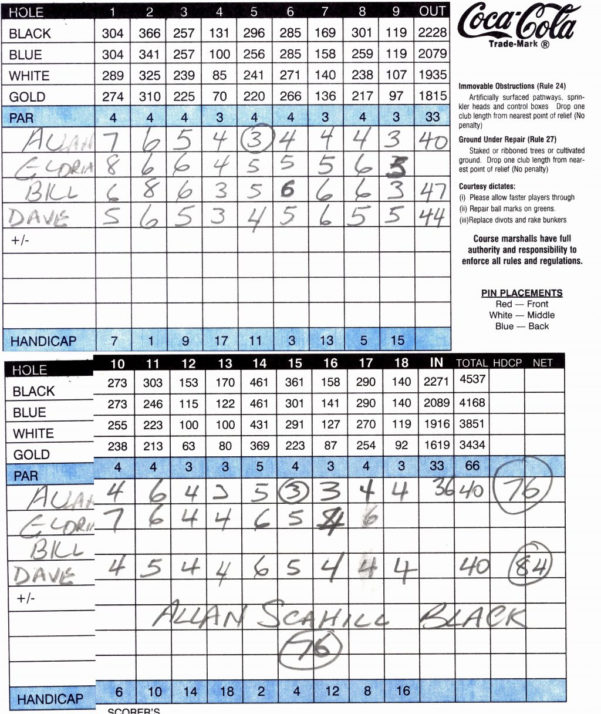 HOLE 1 2 3 4 5 6 7 8 9 OUT
BLACK 304 366 257 131 296 285 169 301 119 2228
BLUE 304 341 257 100 256 285 158 259 119 2079
WHITE 289 325 239 85 241 271 140 238 107 1935
GOLD 274 310 225 70 220 266 136 217 97 1815
PAR 4 4 4 3 4 4 3 4 3 33
ALLAN 7 6 5 4 3 4 4 4 3 40
GLORIA 8 6 6 4 5 5 5 6 5
BILL 6 8 6 3 5 6 6 6 3 47
DAVE 5 6 5 3 4 5 6 5 5 44
+/-
HANDICAP 7 1 9 17 11 3 13 5 15
Coca-Cola
Trade-Mark ®
Immovable Obstructions (Rule 24)
Artificially surfaced pathways, sprin-
kler heads and control boxes Drop one
club length from nearest point of relief (No
penalty)
Ground Under Repair (Rule 27)
Staked or ribboned trees or cultivated
ground. Drop one club length from near-
est point of relief (No penalty)
Courtesy dictates:
(i) Please allow faster players through
(ii) Repair ball marks on greens
(iii)Replace divots and rake bunkers
Course marshalls have full
authority and responsibility to
enforce all rules and regulations.
PIN PLACEMENTS
Red — Front
White — Middle
Blue — Back
HOLE 10 11 12 13 14 15 16 17 18 IN TOTAL HDCP NET
BLACK 273 303 153 170 461 361 158 290 140 2271 4537
BLUE 273 246 115 122 461 301 141 290 140 2089 4168
WHITE 255 223 100 100 431 291 127 270 119 1916 3851
GOLD 238 213 63 80 369 223 87 254 92 1619 3434
PAR 4 4 3 3 5 4 3 4 3 33 66
ALLAN 4 6 4 3 5 3 3 4 4 36 40 76
GLORIA 7 6 4 4 6 5 4 6
BILL
DAVE 4 5 4 4 6 5 4 4 4 40 84
+/-
ALLAN SCAHILL BLACK
76
HANDICAP 6 10 14 18 2 4 12 8 16
SCORER'S